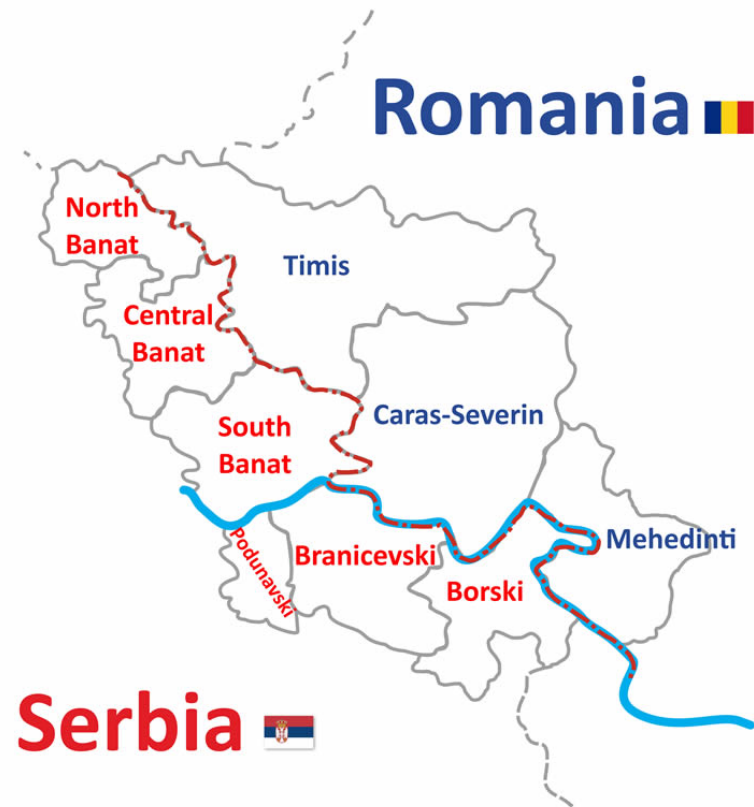 Romania
North
Banat
Timis
Central
Banat
Caras-Severin
South
Banat
Mehedinti
Podunavski
Branicevski
Borski
Serbia